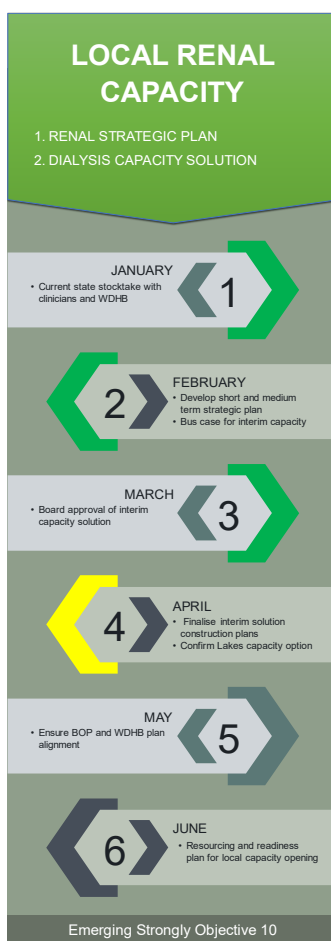 LOCAL RENAL
CAPACITY
1. RENAL STRATEGIC PLAN
2. DIALYSIS CAPACITY SOLUTION
JANUARY
• Current state stocktake with
clinicians and WDHB
1
2
FEBRUARY
• Develop short and medium
term strategic plan
• Bus case for interim capacity
MARCH
• Board approval of interim
capacity solution
3
4
APRIL
• Finalise interim solution
construction plans
• Confirm Lakes capacity option
MAY
• Ensure BOP and WDHB plan
alignment
5
6
JUNE
• Resourcing and readiness
plan for local capacity opening
Emerging Strongly Objective 10